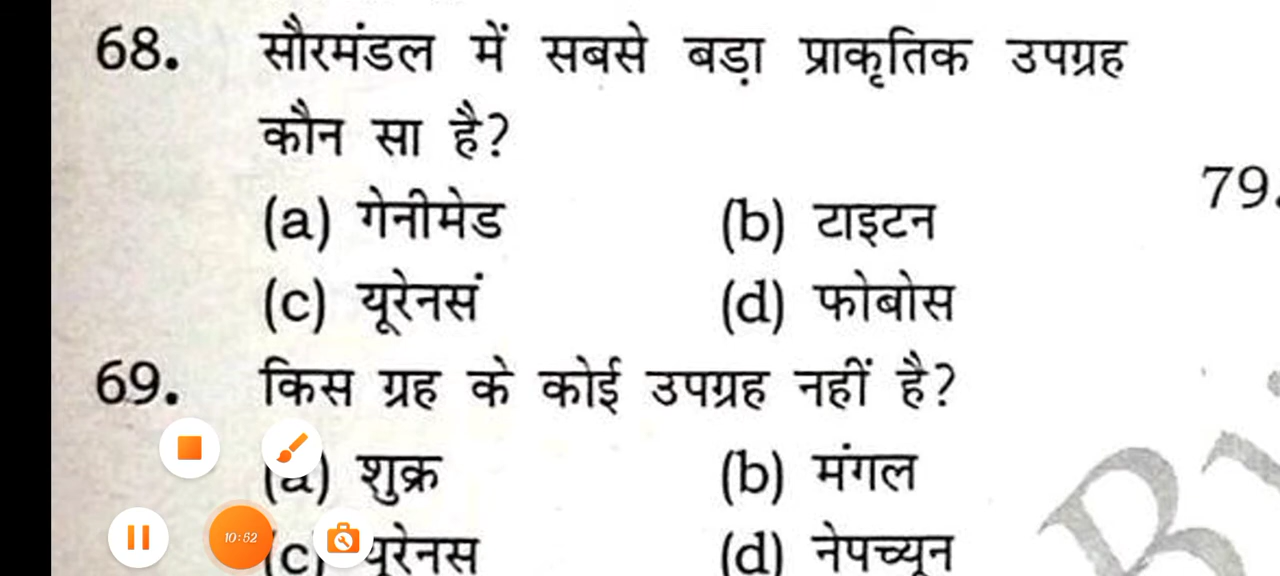 68. सौरमंडल में सबसे बड़ा प्राकृतिक उपग्रह
कौन सा है?
(a) गेनीमेड (b) टाइटन
(c) यूरेनसं (d) फोबोस
79.
69. किस ग्रह के कोई उपग्रह नहीं है?
(a) शुक्र (b) मंगल
(c) यूरेनस (d) नेपच्यून
10:52